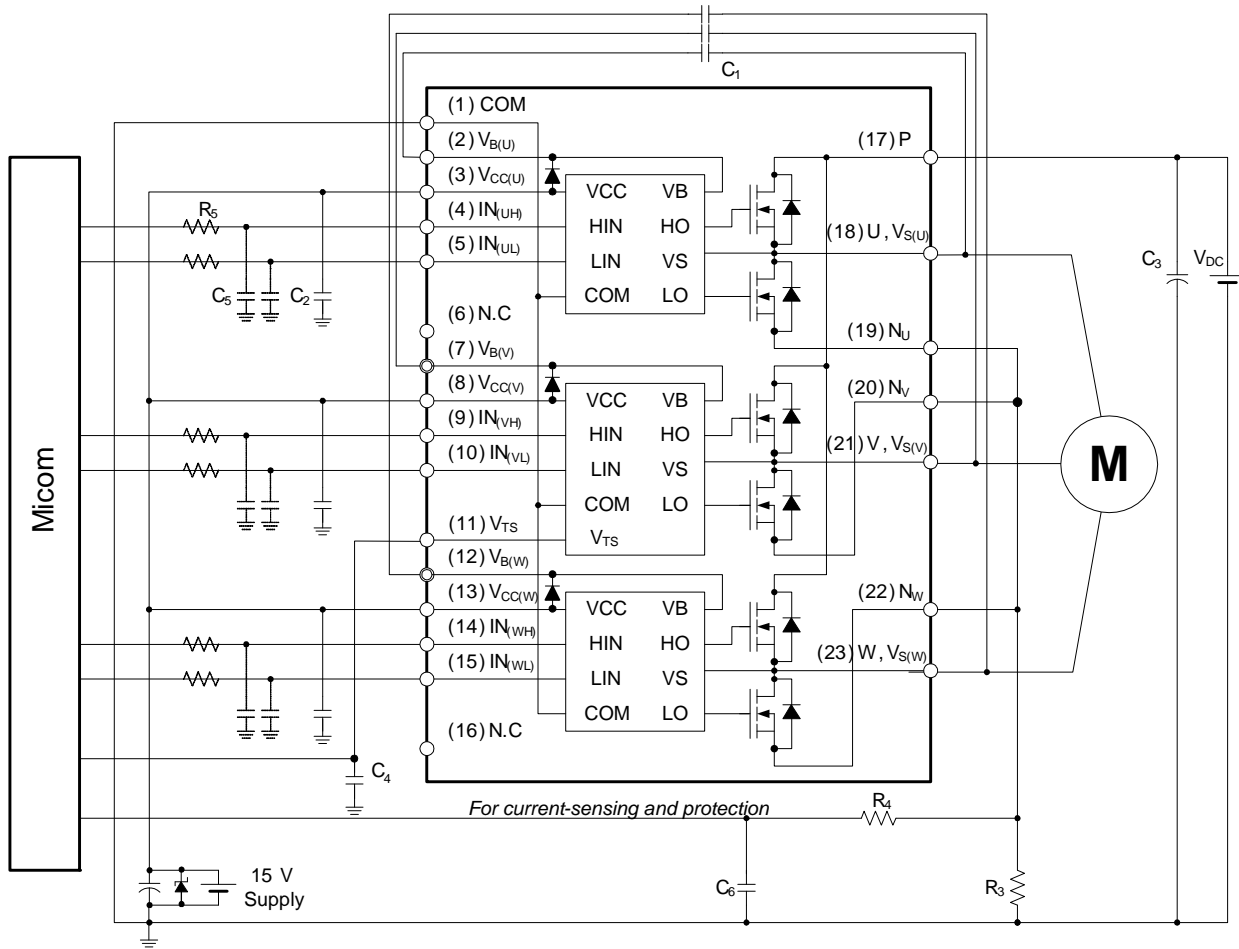 C1
(1) COM
(2) VB(U)
(3) VCC(U)
(4) IN(UH)
(5) IN(UL)
(6) N.C
(7) VB(V)
(8) VCC(V)
(9) IN(VH)
(10) IN(VL)
(11) VTS
(12) VB(W)
(13) VCC(W)
(14) IN(WH)
(15) IN(WL)
(16) N.C
VCC VB
HIN HO
LIN VS
COM LO
VCC VB
HIN HO
LIN VS
COM LO
VTS
VCC VB
HIN HO
LIN VS
COM LO
(17) P
(18) U, VS(U)
(19) NU
(20) NV
(21) V, VS(V)
(22) NW
(23) W, VS(W)
Micom
R5
C5
C2
C4
C3
VDC
M
For current-sensing and protection
R4
C6
R3
15 V
Supply